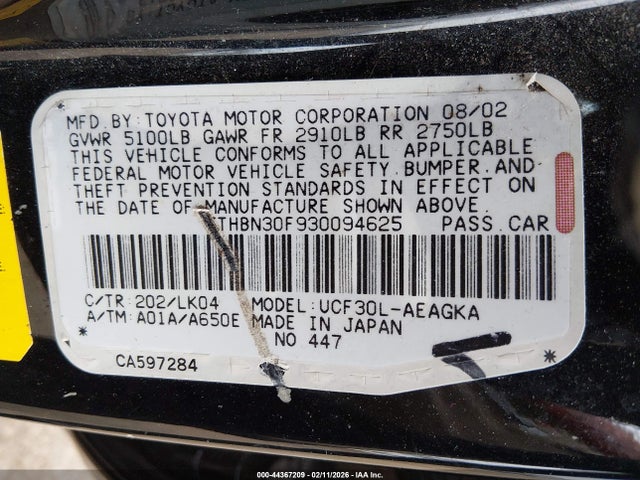 MFD.BY:TOYOTA MOTOR CORPORATION 08/02
GVWR 5100LB GAWR FR 2910LB RR 2750LB
THIS VEHICLE CONFORMS TO ALL APPLICABLE
FEDERAL MOTOR VEHICLE SAFETY,BUMPER,AND
THEFT PREVENTION STANDARDS IN EFFECT ON
THE DATE OF MANUFACTURE SHOWN ABOVE.
THBN30F930094625 PASS.CAR
C/TR:202/LK04 MODEL:UCF30L-AEAGKA
A/TM:A01A/A650E MADE IN JAPAN
* NO 447 *
CA597284
000-44367209 - 02/11/2026 - IAA Inc.